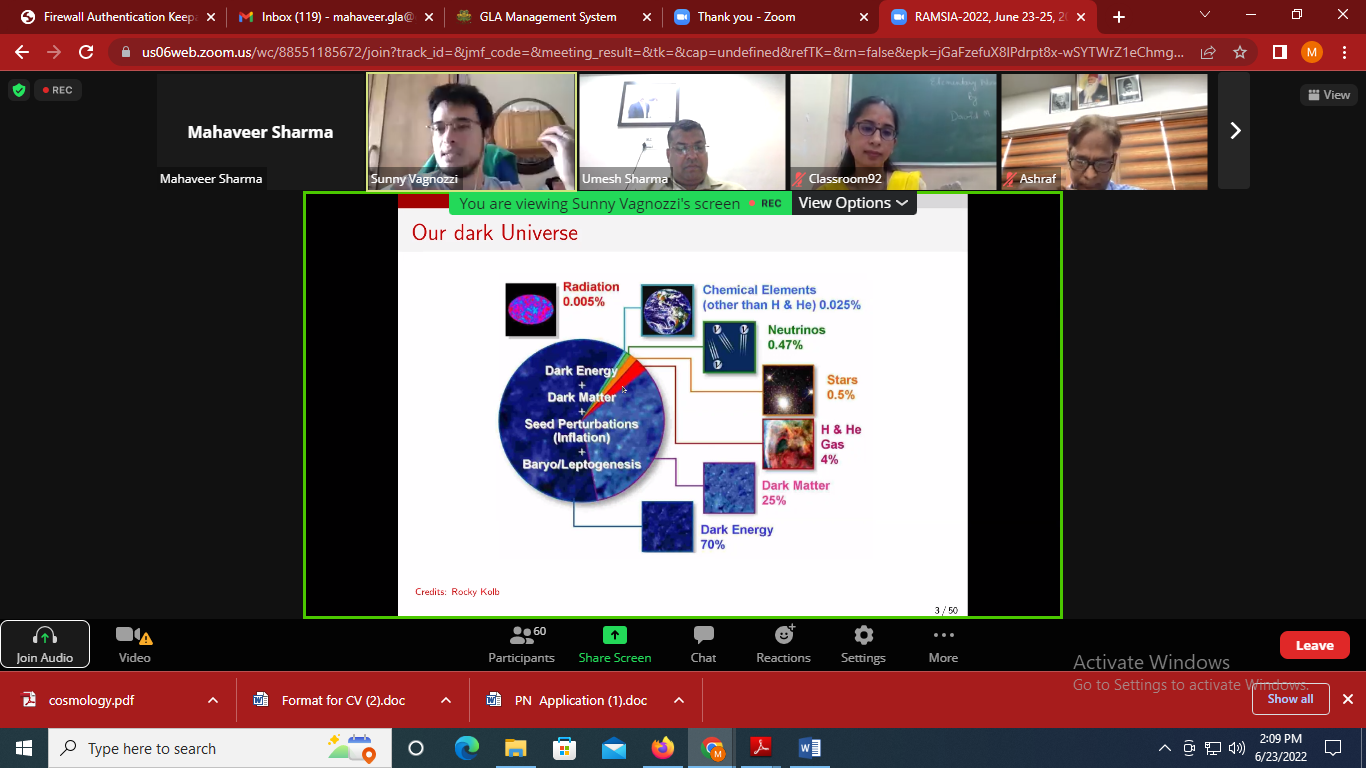 Firewall Authentication Keep
Inbox (119) - mahaveer.gla@
GLA Management System
Thank you - Zoom
RAMSIA-2022, June 23-25, 2
us06web.zoom.us/wc/88551185672/join?track_id=&jmf_code=&meeting_result=&tk=&cap=undefined&refTK=&rn=false&epk=jGaFzefuX8lPdrpt8x-wSYTWrZ1eChmg...
M
REC
Mahaveer Sharma
Mahaveer Sharma
Sunny Vagnozzi
Umesh Sharma
Classroom92
Ashraf
View
You are viewing Sunny Vagnozzi's screen
REC
View Options
Our dark Universe
Radiation
0.005%
Chemical Elements
(other than H & He) 0.025%
Neutrinos
0.47%
Stars
0.5%
H & He
Gas
4%
Dark Matter
25%
Dark Energy
70%
Dark Energy
+
Dark Matter
+
Seed Perturbations
(Inflation)
+
Baryo/Leptogenesis
Credits: Rocky Kolb
3 / 50
Join Audio
Video
Participants
60
Share Screen
Chat
Reactions
Settings
More
Leave
Activate Windows
Go to Settings to activate Windows.
cosmology.pdf
Format for CV (2).doc
PN Application (1).doc
Show all
Type here to search
2:09 PM
6/23/2022